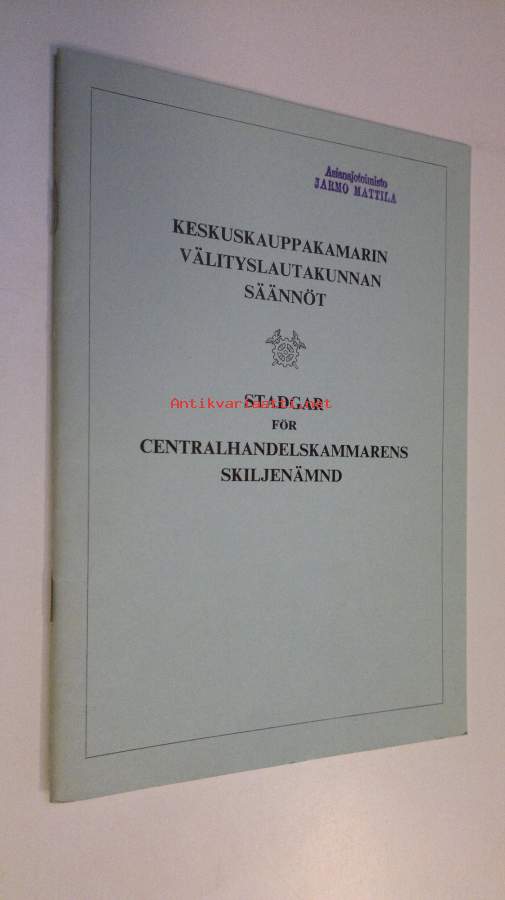 Asianajotoimisto
JARMO MATTILA
KESKUSKAUPPAKAMARIN
VÄLITYSLAUTAKUNNAN
SÄÄNNÖT
STADGAR
Antikvariaatti.net
FÖR
CENTRALHANDELSKAMMARENS
SKILJENÄMND